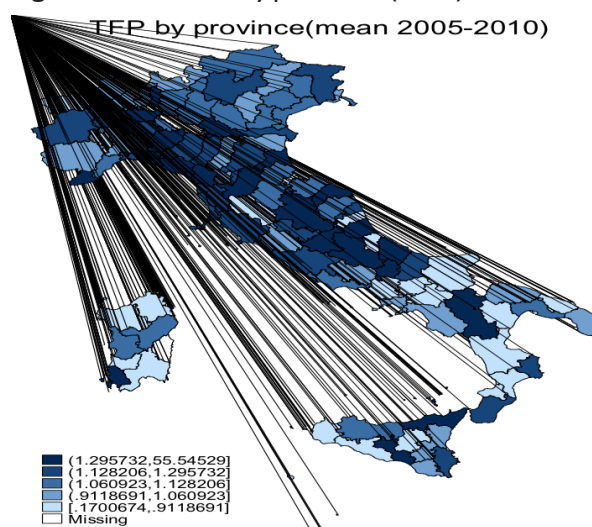 TFP by province(mean 2005-2010)
(1.295732,55.54529]
(1.128206,1.295732]
(1.060923,1.128206]
(.9118691,1.060923]
[.1700674,.9118691]
Missing